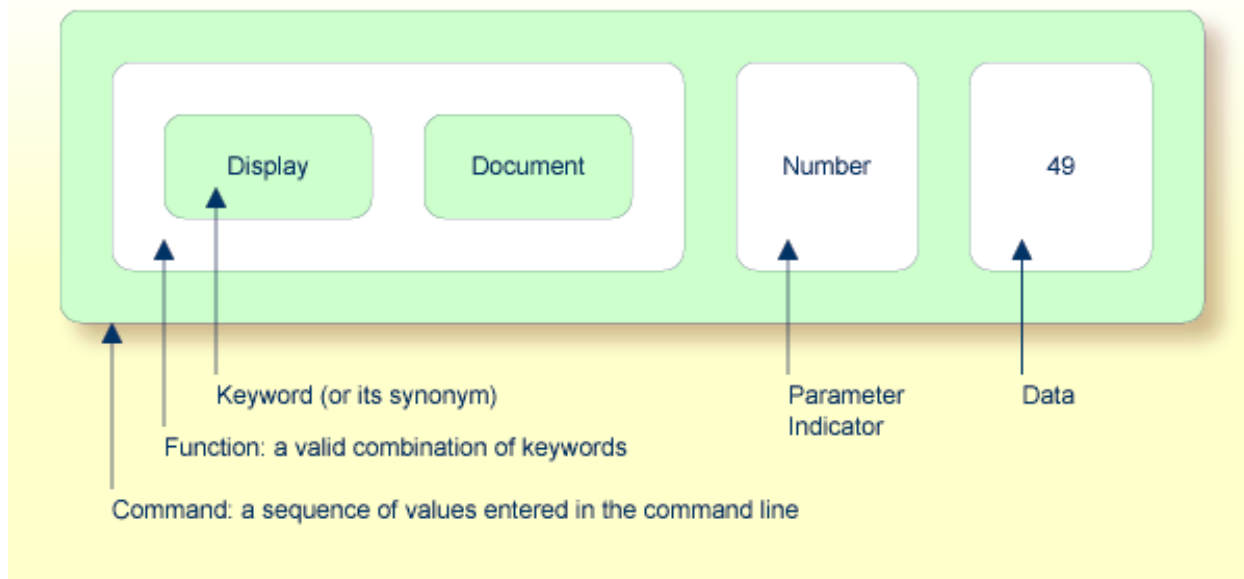 Display
Document
Number
49
Keyword (or its synonym)
Parameter
Indicator
Data
Function: a valid combination of keywords
Command: a sequence of values entered in the command line